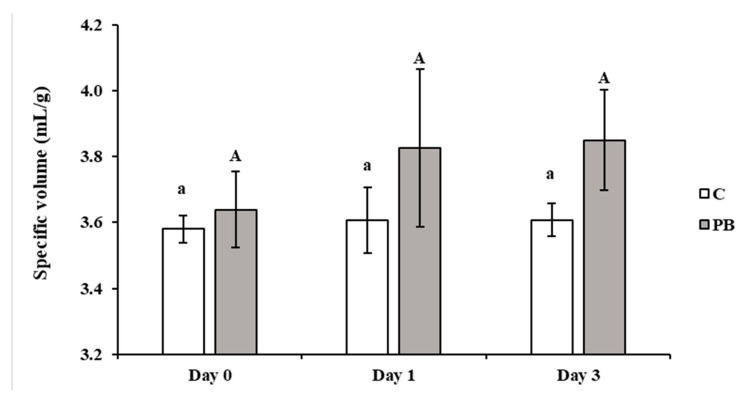 4.2
4.0
3.8
3.6
3.4
3.2
Specific volume (mL/g)
a
A
a
A
a
A
Day 0
Day 1
Day 3
C
PB